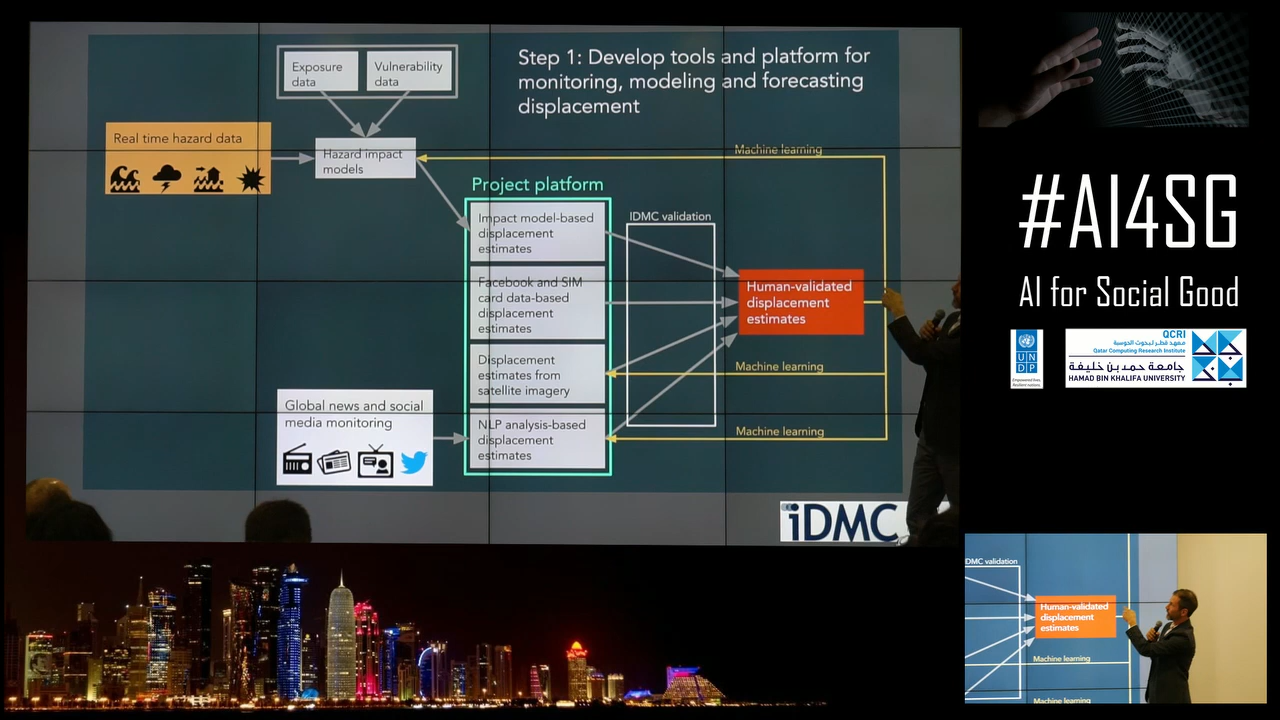 Exposure
data
Vulnerability
data
Step 1: Develop tools and platform for
monitoring, modeling and forecasting
displacement
Real time hazard data
Hazard impact
models
Machine learning
Project platform
Impact model-based
displacement
estimates
IDMC validation
Facebook and SIM
card data-based
displacement
estimates
Human-validated
displacement
estimates
Displacement
estimates from
satellite imagery
Machine learning
Global news and social
media monitoring
NLP analysis-based
displacement
estimates
Machine learning
iDMC
#AI4SG
AI for Social Good
U N
D P
Empowered lives.
Resilient nations.
QCRI
معهد قطر لبحوث الحوسبة
Qatar Computing Research Institute
جامعة حمد بن خليفة
HAMAD BIN KHALIFA UNIVERSITY
IDMC validation
Human-validated
displacement
estimates
Machine learning
Machine learning